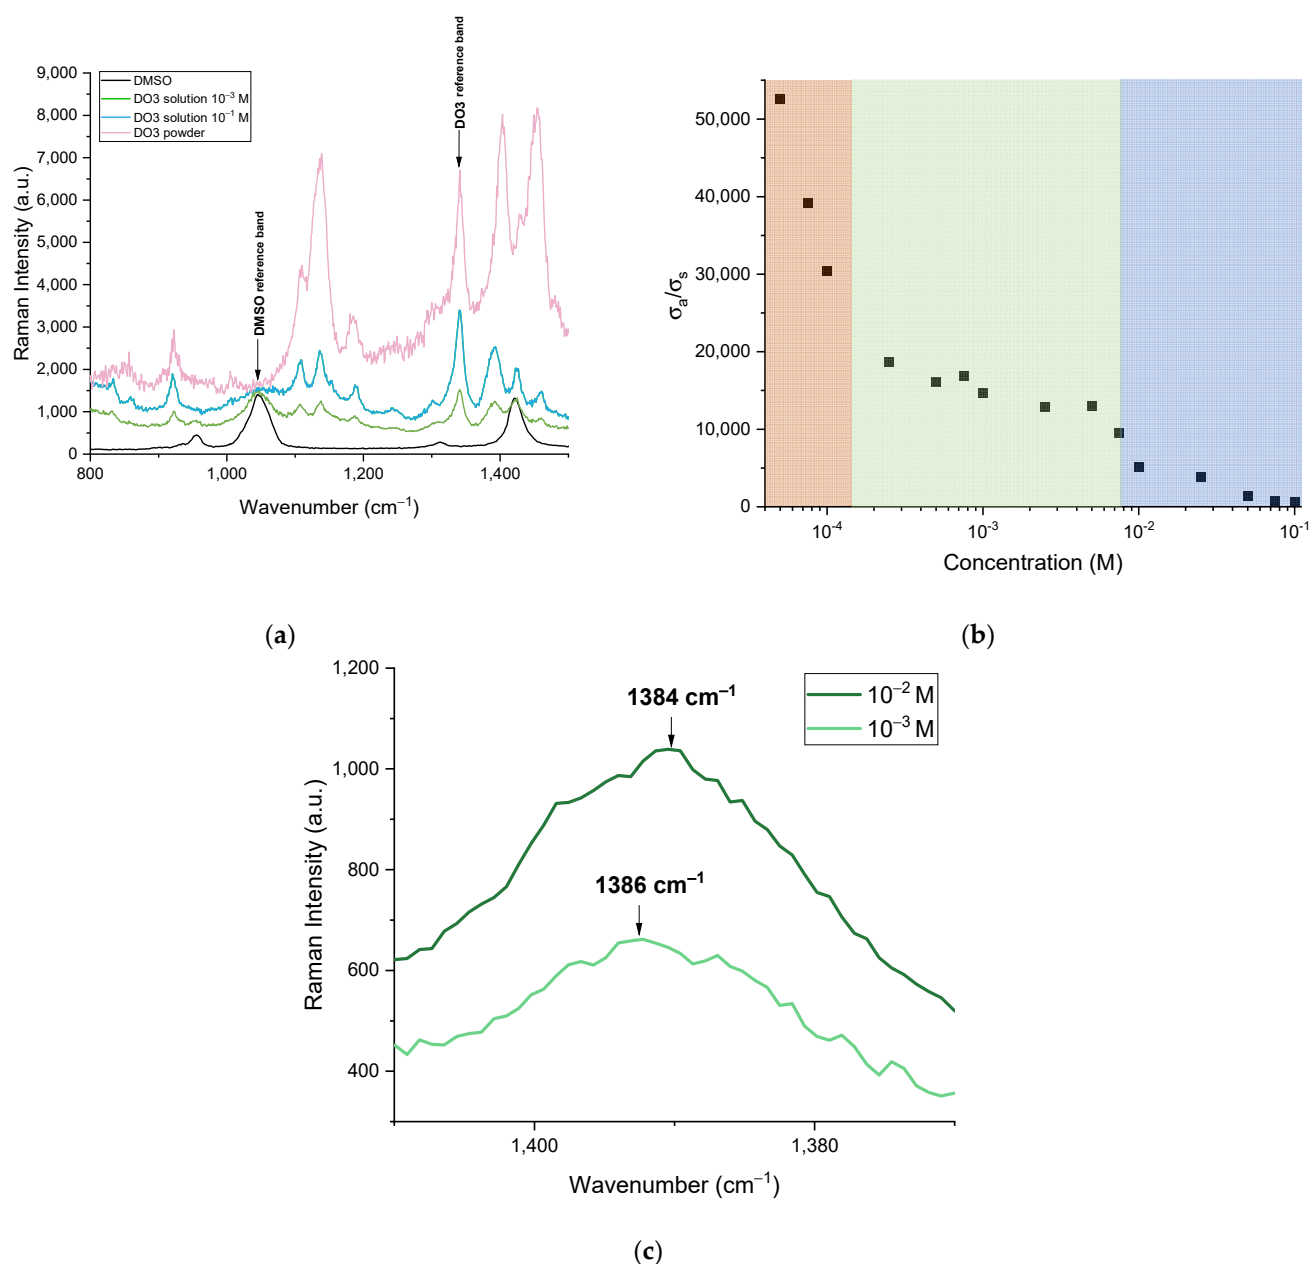 DMSO reference band
DO3 reference band
DMSO
DO3 solution 10⁻³ M
DO3 solution 10⁻¹ M
DO3 powder
9,000
8,000
7,000
6,000
5,000
4,000
3,000
2,000
1,000
0
Raman Intensity (a.u.)
800 1,000 1,200 1,400
Wavenumber (cm⁻¹)
(a)
50,000
40,000
30,000
20,000
10,000
0
σa/σs
10⁻⁴ 10⁻³ 10⁻² 10⁻¹
Concentration (M)
(b)
1,200
1,000
800
600
400
Raman Intensity (a.u.)
1384 cm⁻¹
1386 cm⁻¹
10⁻² M
10⁻³ M
1,400 1,380
Wavenumber (cm⁻¹)
(c)